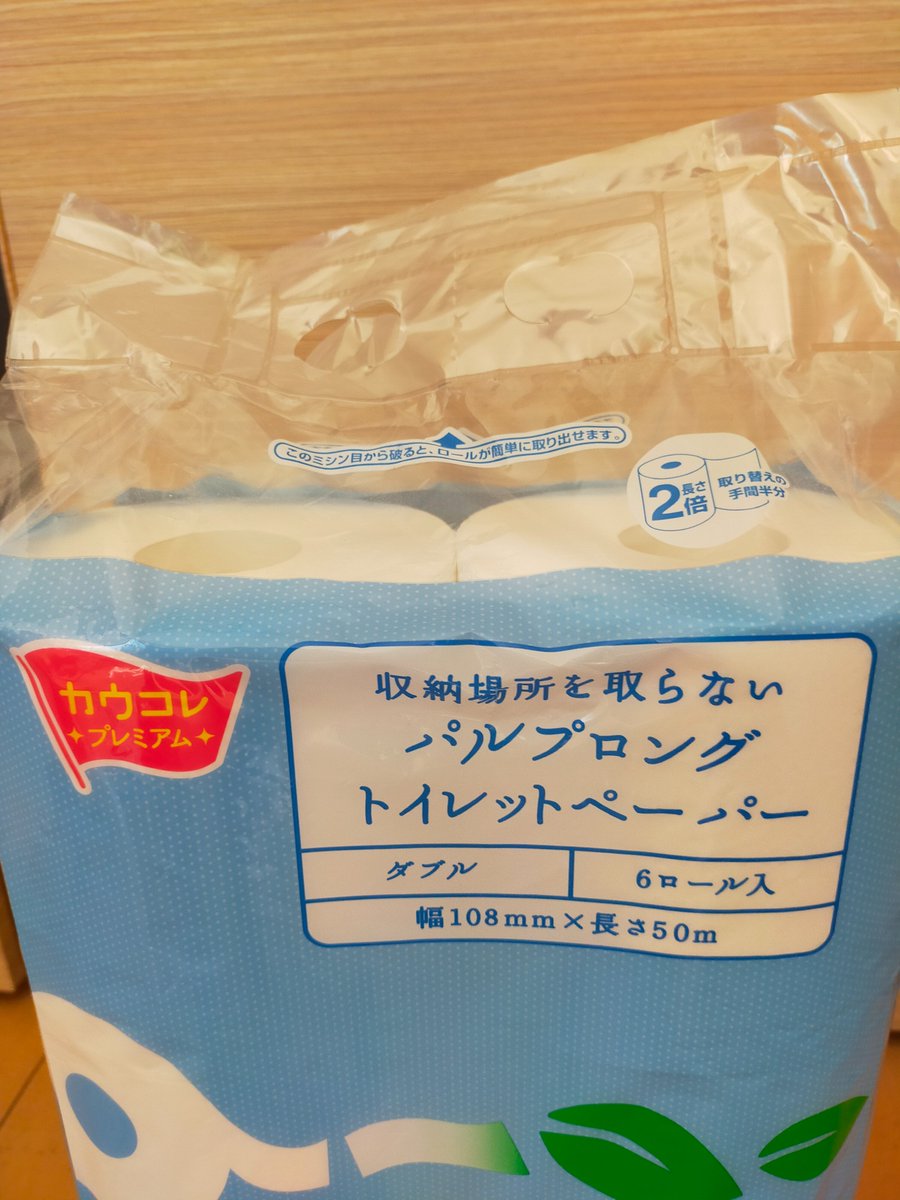 このミシン目から破ると、ロールが簡単に取り出せます。
長さ
2倍
取り替えの
手間半分
カウコレ
プレミアム
収納場所を取らない
パルプロング
トイレットペーパー
ダブル
6ロール入
幅108mm×長さ50m